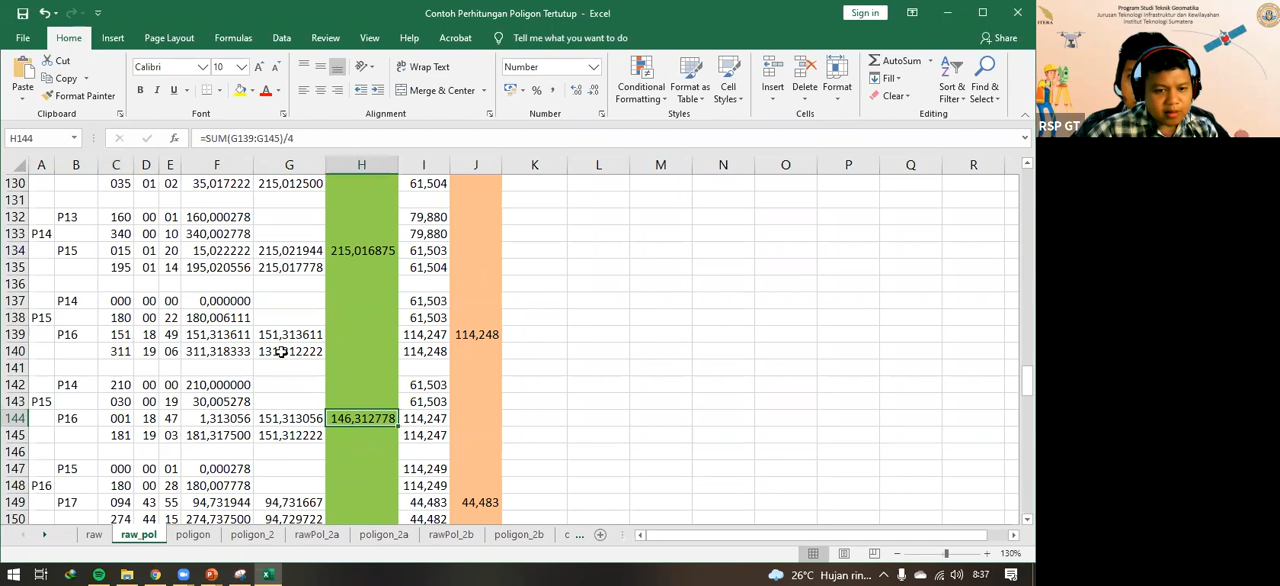 Contoh Perhitungan Poligon Tertutup - Excel
Sign in
File Home Insert Page Layout Formulas Data Review View Help Acrobat Tell me what you want to do Share
Paste
Cut
Copy
Format Painter
Clipboard
Calibri 10
B I U
Font
Wrap Text
Merge & Center
Alignment
Number
%
Number
Conditional Formatting
Format as Table
Cell Styles
Styles
Insert
Delete
Format
Cells
AutoSum
Fill
Clear
Sort & Filter
Find & Select
Editing
H144 fx =SUM(G139:G145)/4
A B C D E F G H I J K L M N O P Q R
130 035 01 02 35,017222 215,012500 61,504
131
132 P13 160 00 01 160,000278 79,880
133 P14 340 00 10 340,002778 79,880
134 P15 015 01 20 15,022222 215,021944 215,016875 61,503
135 195 01 14 195,020556 215,017778 61,504
136
137 P14 000 00 00 0,000000 61,503
138 P15 180 00 22 180,006111 61,503
139 P16 151 18 49 151,313611 151,313611 114,247 114,248
140 311 19 06 311,318333 131,312222 114,248
141
142 P14 210 00 00 210,000000 61,503
143 P15 030 00 19 30,005278 61,503
144 P16 001 18 47 1,313056 151,313056 146,312778 114,247
145 181 19 03 181,317500 151,312222 114,247
146
147 P15 000 00 01 0,000278 114,249
148 P16 180 00 28 180,007778 114,249
149 P17 094 43 55 94,731944 94,731667 44,483 44,483
150 274 44 15 274,737500 94,729722 44,482
raw raw_pol poligon poligon_2 rawPol_2a poligon_2a rawPol_2b poligon_2b c ...
130%
26°C Hujan rin... 8:37
Program Studi Teknik Geomatika
Jurusan Teknologi Infrastruktur dan Kewilayahan
Institut Teknologi Sumatera
ITERA
RSP GT